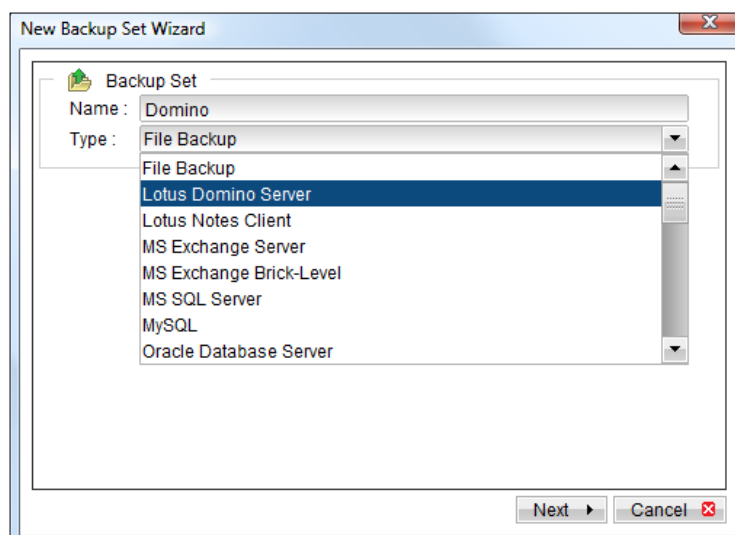 New Backup Set Wizard
Backup Set
Name : Domino
Type : File Backup
File Backup
Lotus Domino Server
Lotus Notes Client
MS Exchange Server
MS Exchange Brick-Level
MS SQL Server
MySQL
Oracle Database Server
Next Cancel